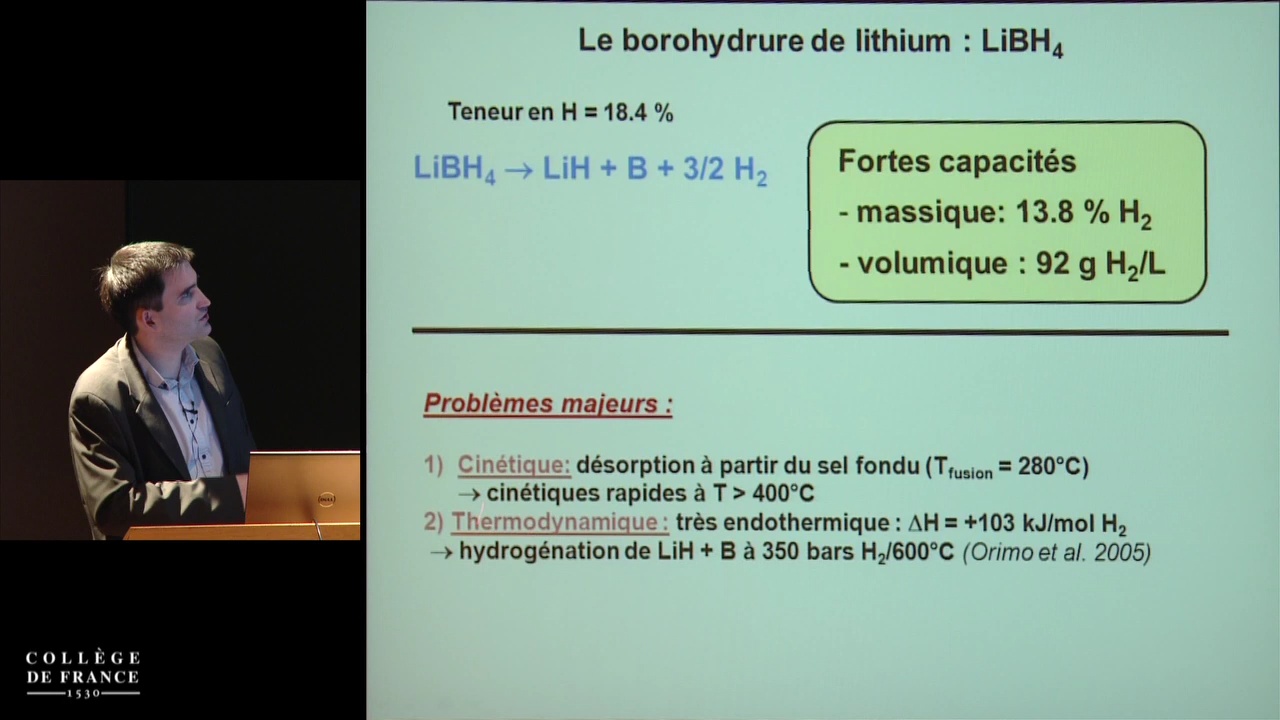 Le borohydrure de lithium : LiBH₄
Teneur en H = 18.4 %
LiBH₄ → LiH + B + 3/2 H₂
Fortes capacités
- massique: 13.8 % H₂
- volumique : 92 g H₂/L
Problèmes majeurs :
1) Cinétique: désorption à partir du sel fondu (Tfusion = 280°C)
→ cinétiques rapides à T > 400°C
2) Thermodynamique : très endothermique : ΔH = +103 kJ/mol H₂
→ hydrogénation de LiH + B à 350 bars H₂/600°C (Orimo et al. 2005)
DELL
COLLÈGE
DE FRANCE
1530